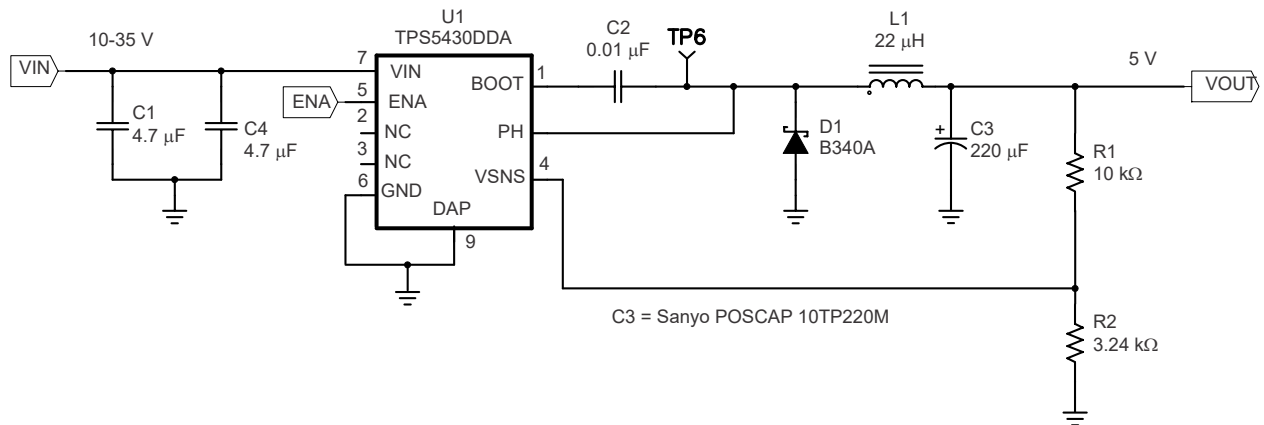 U1
TPS5430DDA
10-35 V
VIN
C1
4.7 μF
C4
4.7 μF
ENA
7
5
2
3
6
VIN
ENA
NC
NC
GND
DAP
9
BOOT
PH
VSNS
1
4
C2
0.01 μF
TP6
D1
B340A
L1
22 μH
C3
220 μF
5 V
VOUT
R1
10 kΩ
R2
3.24 kΩ
C3 = Sanyo POSCAP 10TP220M